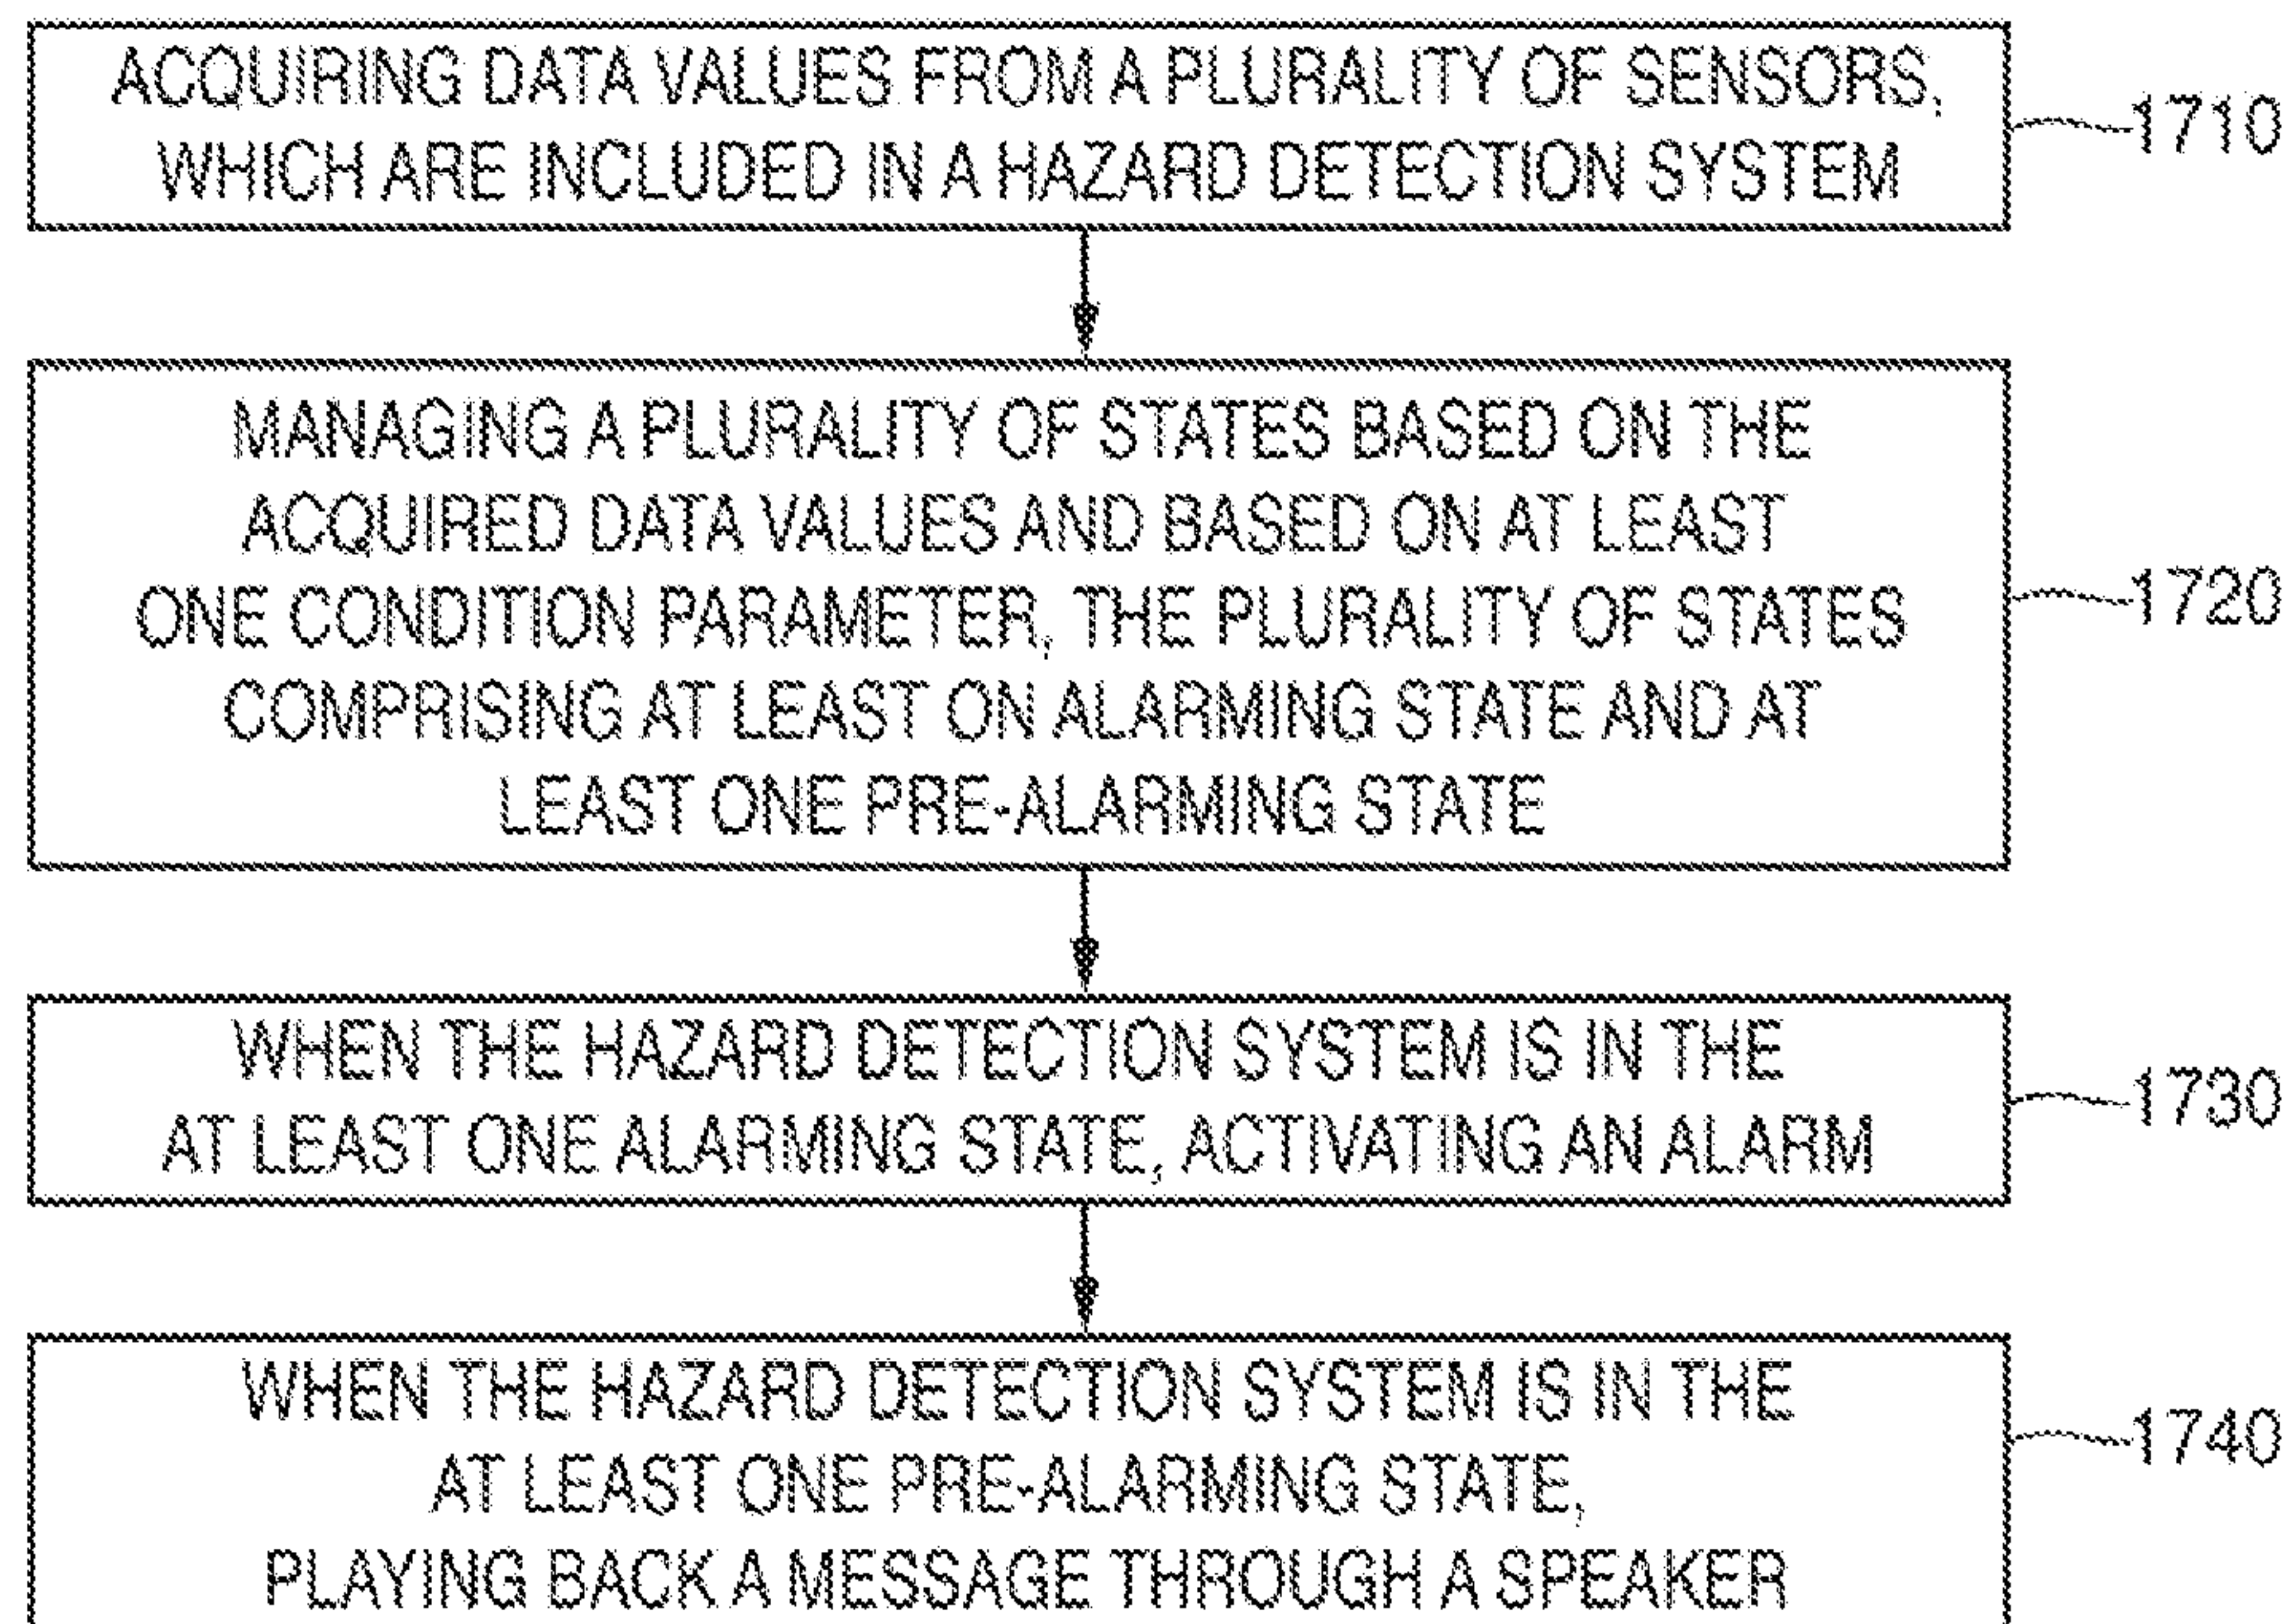 ACQUIRING DATA VALUES FROM A PLURALITY OF SENSORS,
WHICH ARE INCLUDED IN A HAZARD DETECTION SYSTEM
1710
MANAGING A PLURALITY OF STATES BASED ON THE
ACQUIRED DATA VALUES AND BASED ON AT LEAST
ONE CONDITION PARAMETER, THE PLURALITY OF STATES
COMPRISING AT LEAST ON ALARMING STATE AND AT
LEAST ONE PRE-ALARMING STATE
1720
WHEN THE HAZARD DETECTION SYSTEM IS IN THE
AT LEAST ONE ALARMING STATE, ACTIVATING AN ALARM
1730
WHEN THE HAZARD DETECTION SYSTEM IS IN THE
AT LEAST ONE PRE-ALARMING STATE,
PLAYING BACK A MESSAGE THROUGH A SPEAKER
1740